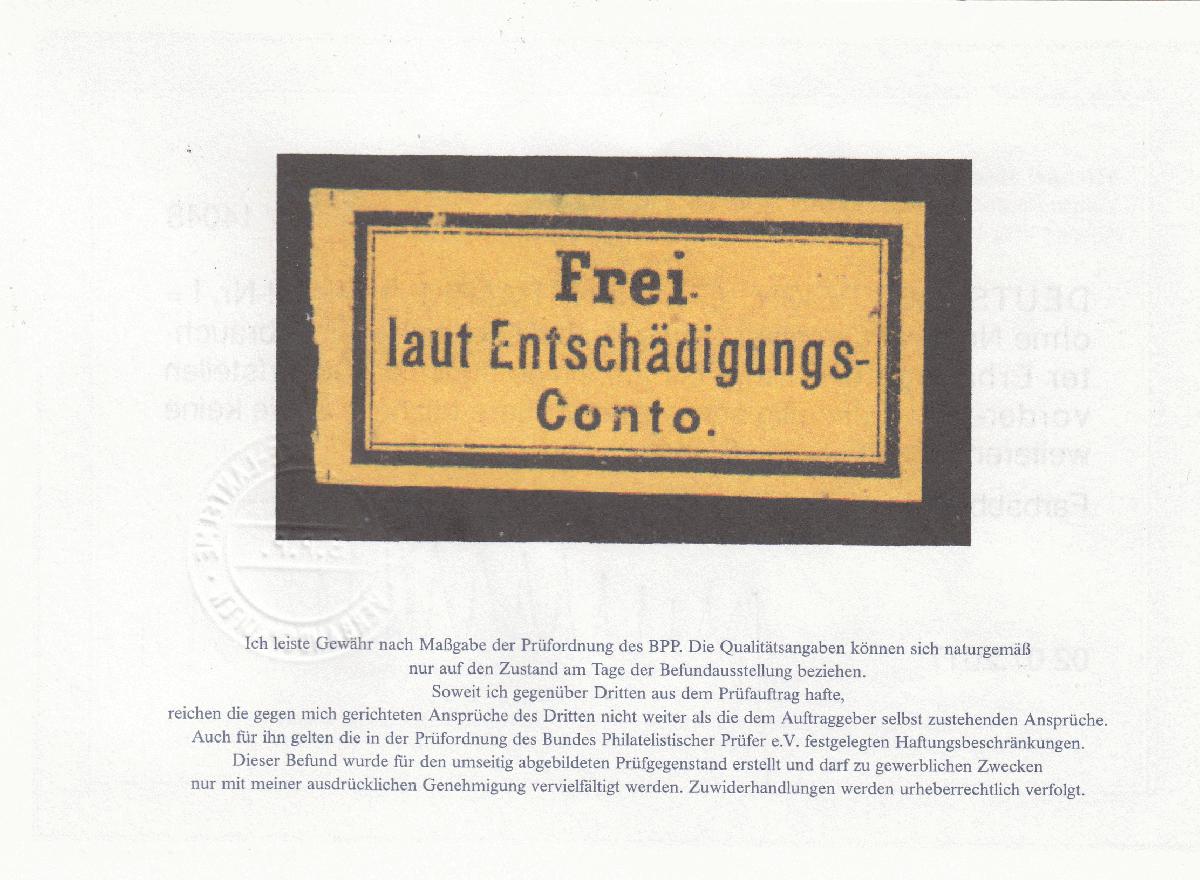 Frei
laut Entschädigungs-
Conto.
Ich leiste Gewähr nach Maßgabe der Prüfordnung des BPP. Die Qualitätsangaben können sich naturgemäß
nur auf den Zustand am Tage der Befundausstellung beziehen.
Soweit ich gegenüber Dritten aus dem Prüfauftrag hafte,
reichen die gegen mich gerichteten Ansprüche des Dritten nicht weiter als die dem Auftraggeber selbst zustehenden Ansprüche.
Auch für ihn gelten die in der Prüfordnung des Bundes Philatelistischer Prüfer e.V. festgelegten Haftungsbeschränkungen.
Dieser Befund wurde für den umseitig abgebildeten Prüfgegenstand erstellt und darf zu gewerblichen Zwecken
nur mit meiner ausdrücklichen Genehmigung vervielfältigt werden. Zuwiderhandlungen werden urheberrechtlich verfolgt.